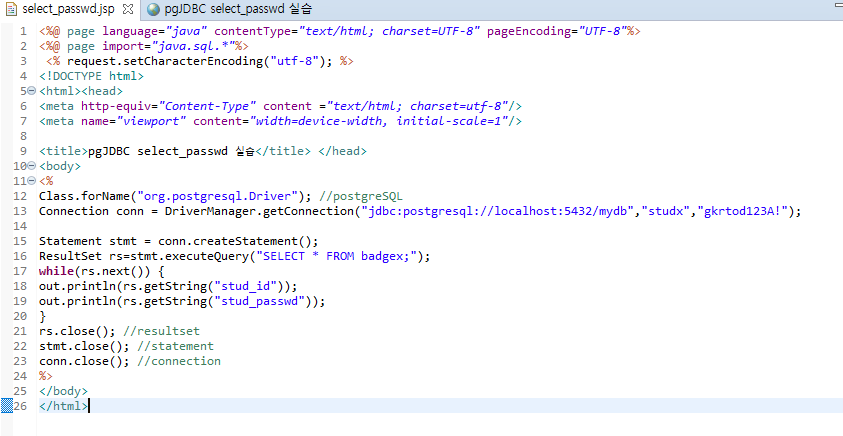 select_passwd.jsp pgJDBC select_passwd 실습
1 <%@ page language="java" contentType="text/html; charset=UTF-8" pageEncoding="UTF-8"%>
2 <%@ page import="java.sql.*"%>
3 <% request.setCharacterEncoding("utf-8"); %>
4 <!DOCTYPE html>
5 <html><head>
6 <meta http-equiv="Content-Type" content ="text/html; charset=utf-8"/>
7 <meta name="viewport" content="width=device-width, initial-scale=1"/>
8
9 <title>pgJDBC select_passwd 실습</title> </head>
10 <body>
11 <%
12 Class.forName("org.postgresql.Driver"); //postgreSQL
13 Connection conn = DriverManager.getConnection("jdbc:postgresql://localhost:5432/mydb","studx","gkrtod123A!");
14
15 Statement stmt = conn.createStatement();
16 ResultSet rs=stmt.executeQuery("SELECT * FROM badgex;");
17 while(rs.next()) {
18 out.println(rs.getString("stud_id"));
19 out.println(rs.getString("stud_passwd"));
20 }
21 rs.close(); //resultset
22 stmt.close(); //statement
23 conn.close(); //connection
24 %>
25 </body>
26 </html>